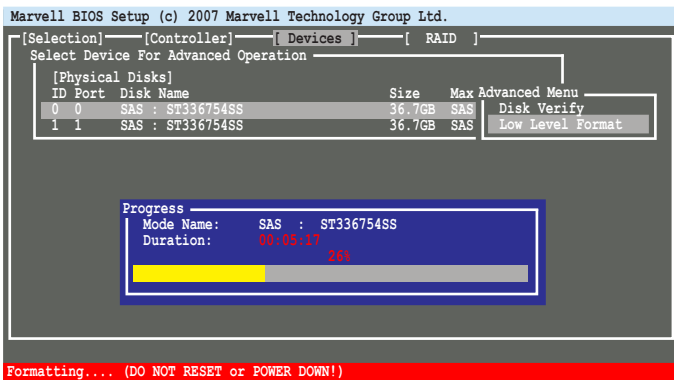 Marvell BIOS Setup (c) 2007 Marvell Technology Group Ltd.
[Selection] [Controller] [ Devices ] [ RAID ]
Select Device For Advanced Operation
[Physical Disks]
ID Port Disk Name Size Max Advanced Menu
0 0 SAS : ST336754SS 36.7GB SAS Disk Verify
1 1 SAS : ST336754SS 36.7GB SAS Low Level Format
Progress
Mode Name: SAS : ST336754SS
Duration: 00:05:17
26%
Formatting.... (DO NOT RESET or POWER DOWN!)